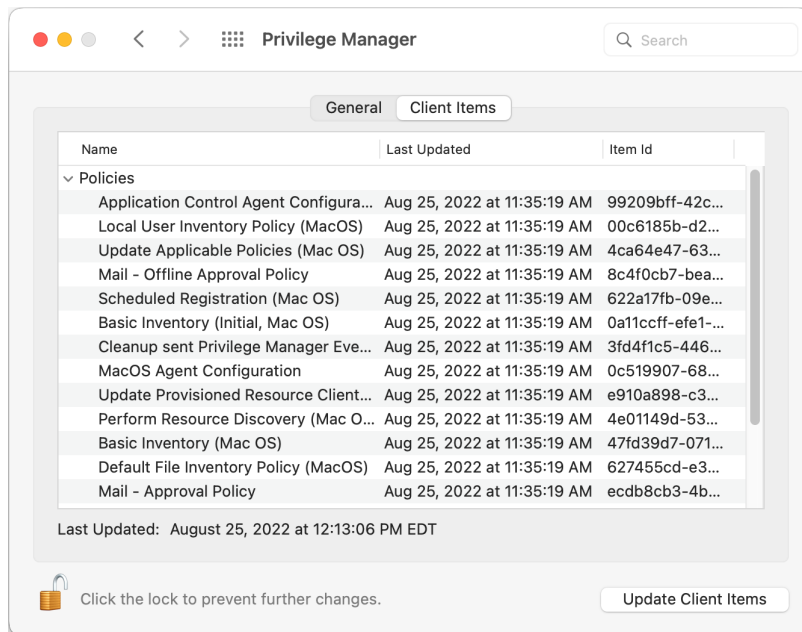 Privilege Manager
Search
General Client Items
Name Last Updated Item Id
Policies
Application Control Agent Configura... Aug 25, 2022 at 11:35:19 AM 99209bff-42c...
Local User Inventory Policy (MacOS) Aug 25, 2022 at 11:35:19 AM 00c6185b-d2...
Update Applicable Policies (Mac OS) Aug 25, 2022 at 11:35:19 AM 4ca64e47-63...
Mail - Offline Approval Policy Aug 25, 2022 at 11:35:19 AM 8c4f0cb7-bea...
Scheduled Registration (Mac OS) Aug 25, 2022 at 11:35:19 AM 622a17fb-09e...
Basic Inventory (Initial, Mac OS) Aug 25, 2022 at 11:35:19 AM 0a11ccff-efe1-...
Cleanup sent Privilege Manager Eve... Aug 25, 2022 at 11:35:19 AM 3fd4f1c5-446...
MacOS Agent Configuration Aug 25, 2022 at 11:35:19 AM 0c519907-68...
Update Provisioned Resource Client... Aug 25, 2022 at 11:35:19 AM e910a898-c3...
Perform Resource Discovery (Mac O... Aug 25, 2022 at 11:35:19 AM 4e01149d-53...
Basic Inventory (Mac OS) Aug 25, 2022 at 11:35:19 AM 47fd39d7-071...
Default File Inventory Policy (MacOS) Aug 25, 2022 at 11:35:19 AM 627455cd-e3...
Mail - Approval Policy Aug 25, 2022 at 11:35:19 AM ecdb8cb3-4b...
Last Updated: August 25, 2022 at 12:13:06 PM EDT
Click the lock to prevent further changes.
Update Client Items